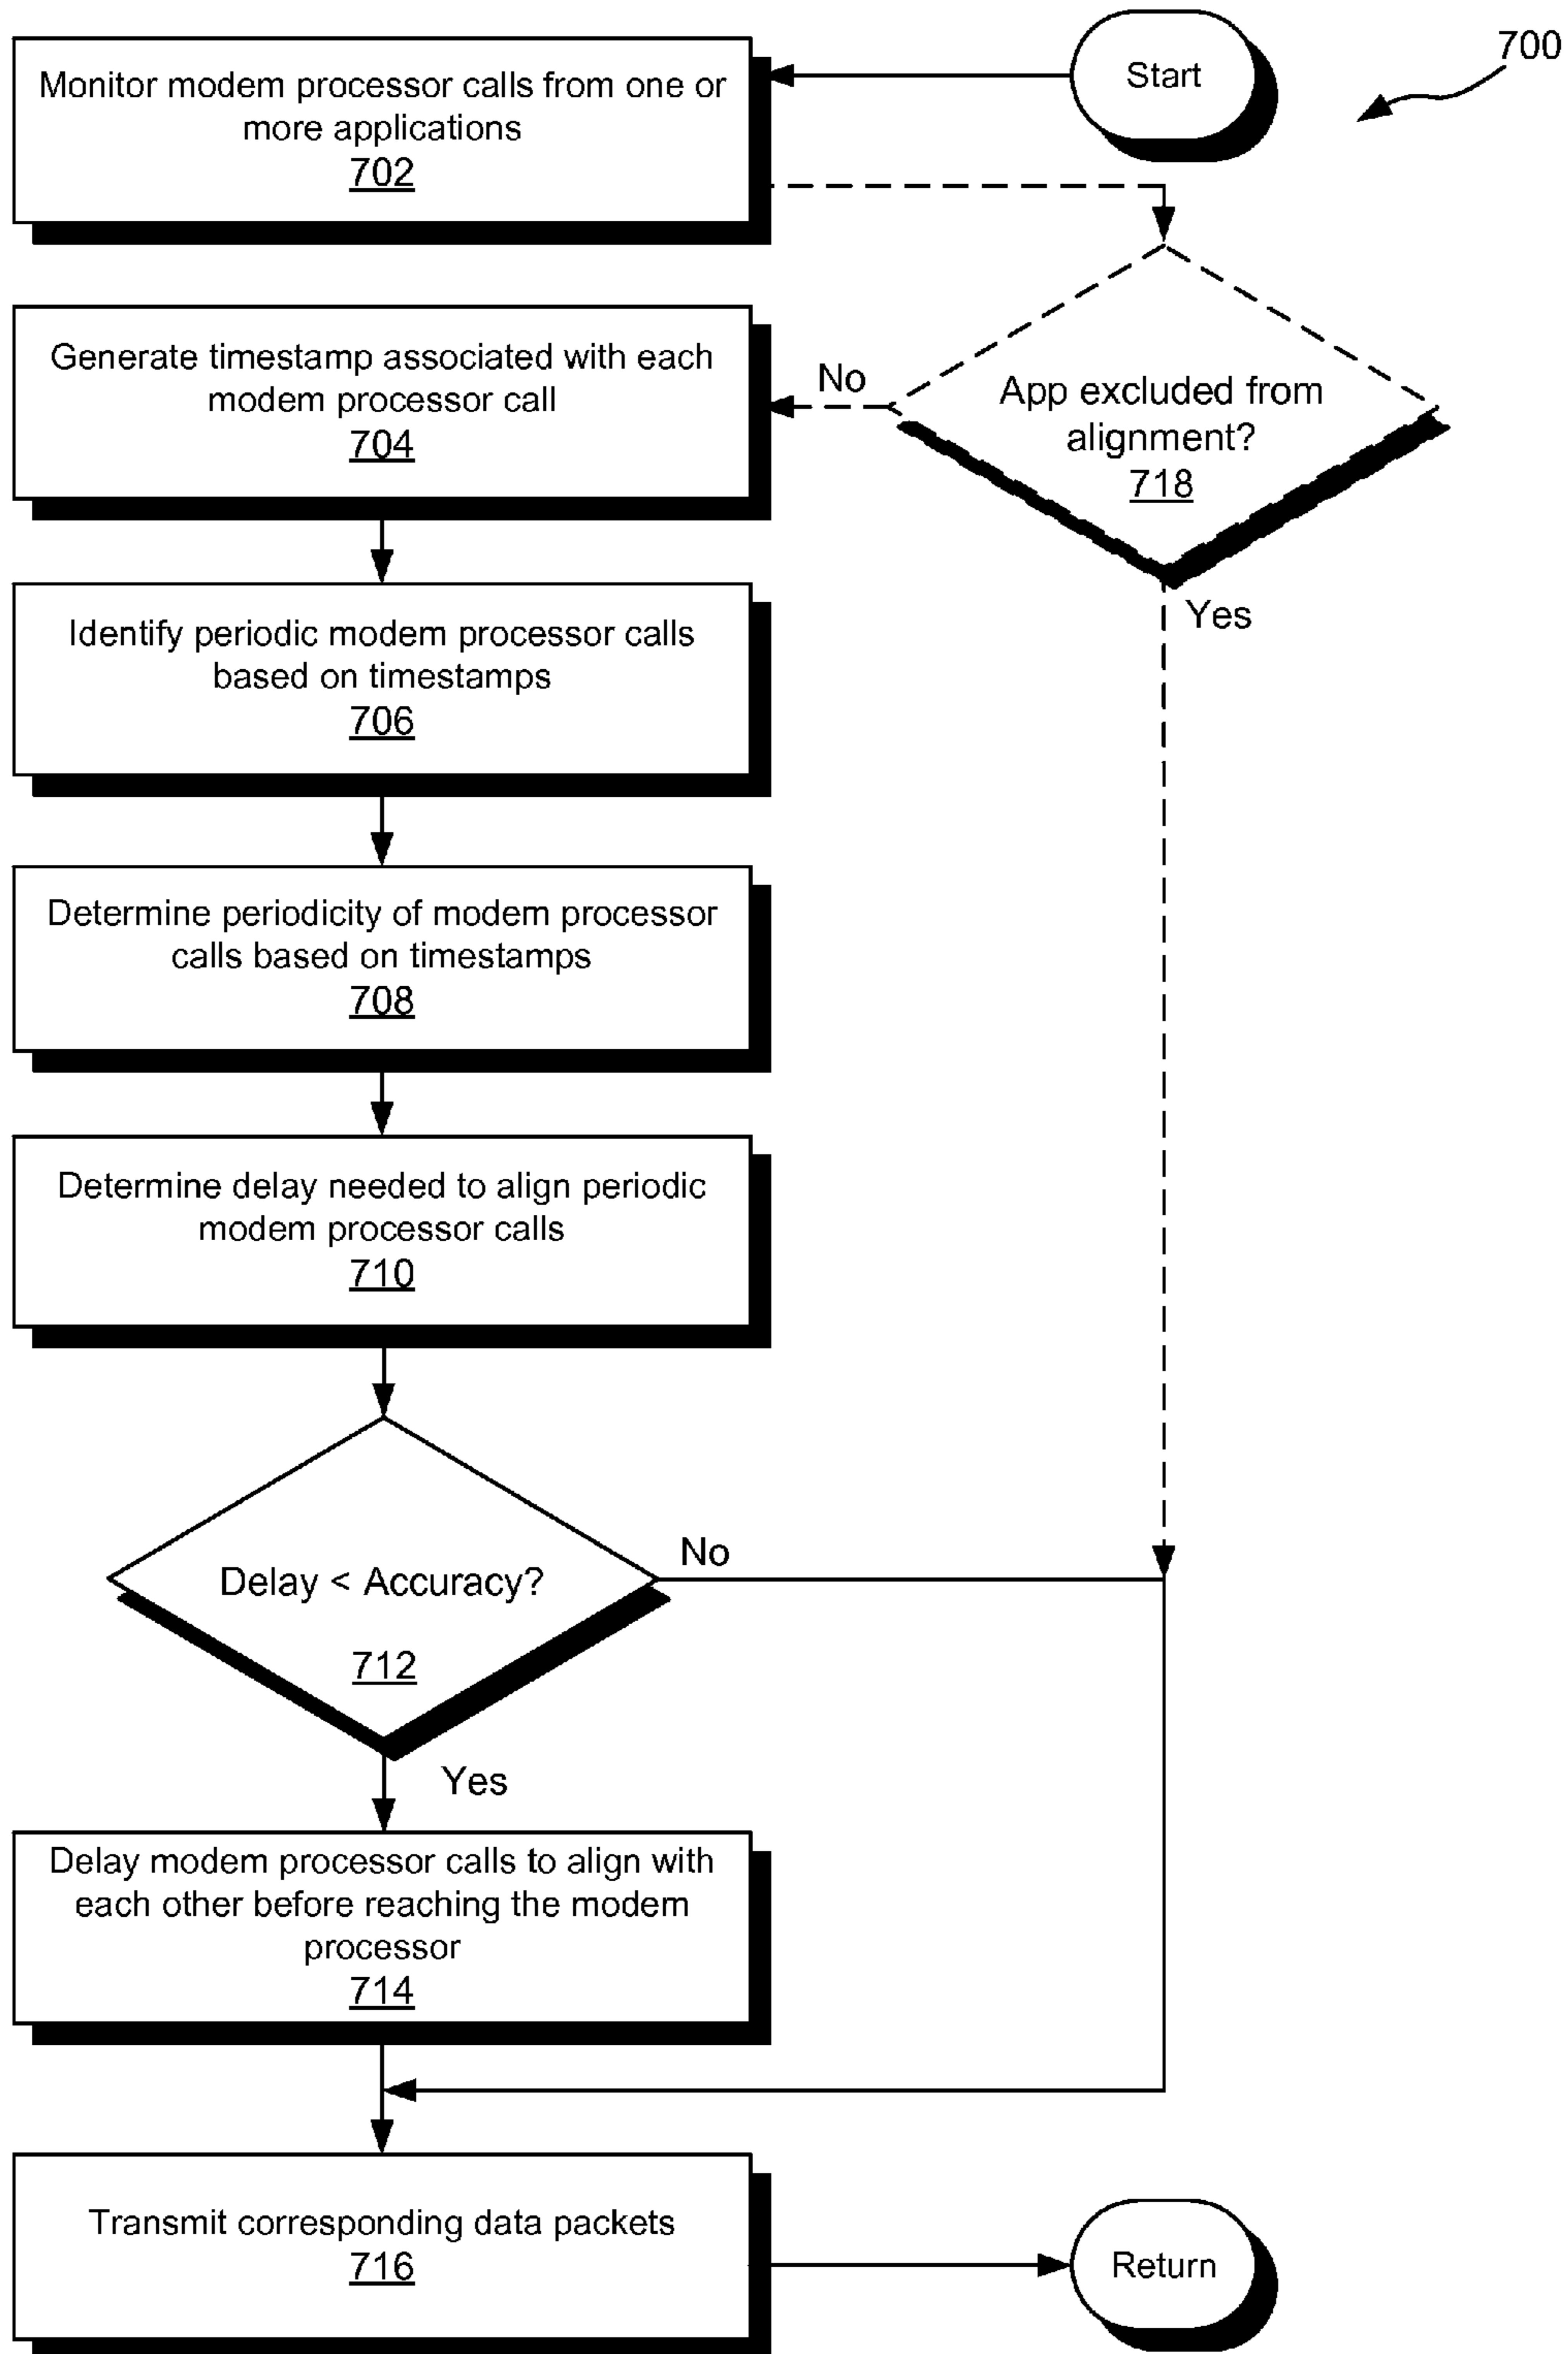 Start
700
Monitor modem processor calls from one or
more applications
702
App excluded from
alignment?
718
No
Yes
Generate timestamp associated with each
modem processor call
704
Identify periodic modem processor calls
based on timestamps
706
Determine periodicity of modem processor
calls based on timestamps
708
Determine delay needed to align periodic
modem processor calls
710
Delay < Accuracy?
712
No
Yes
Delay modem processor calls to align with
each other before reaching the modem
processor
714
Transmit corresponding data packets
716
Return